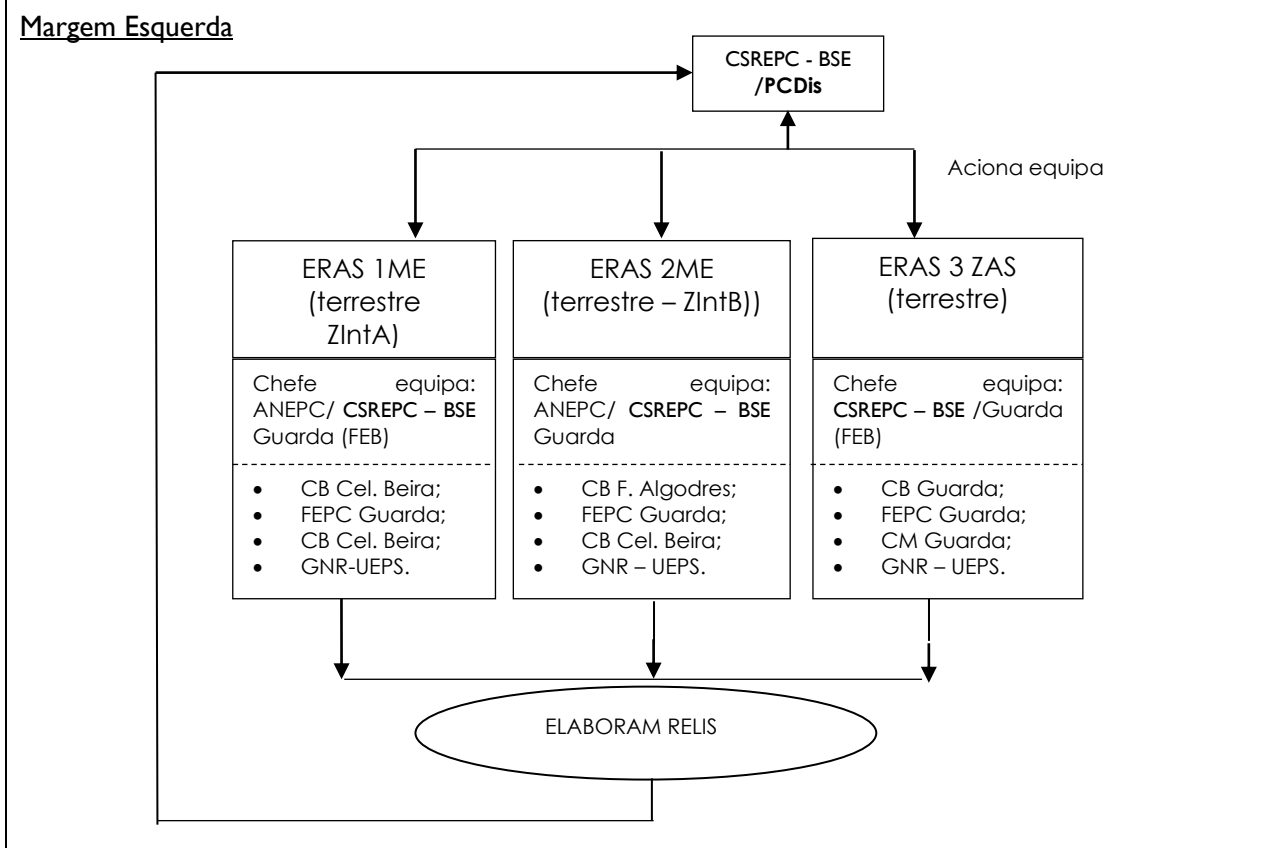 Margem Esquerda
CSREPC - BSE
/PCDis
Aciona equipa
ERAS 1ME
(terrestre
ZIntA)
Chefe equipa:
ANEPC/ CSREPC – BSE
Guarda (FEB)
• CB Cel. Beira;
• FEPC Guarda;
• CB Cel. Beira;
• GNR-UEPS.
ERAS 2ME
(terrestre – ZIntB))
Chefe equipa:
ANEPC/ CSREPC – BSE
Guarda
• CB F. Algodres;
• FEPC Guarda;
• CB Cel. Beira;
• GNR – UEPS.
ERAS 3 ZAS
(terrestre)
Chefe equipa:
CSREPC – BSE /Guarda
(FEB)
• CB Guarda;
• FEPC Guarda;
• CM Guarda;
• GNR – UEPS.
ELABORAM RELIS